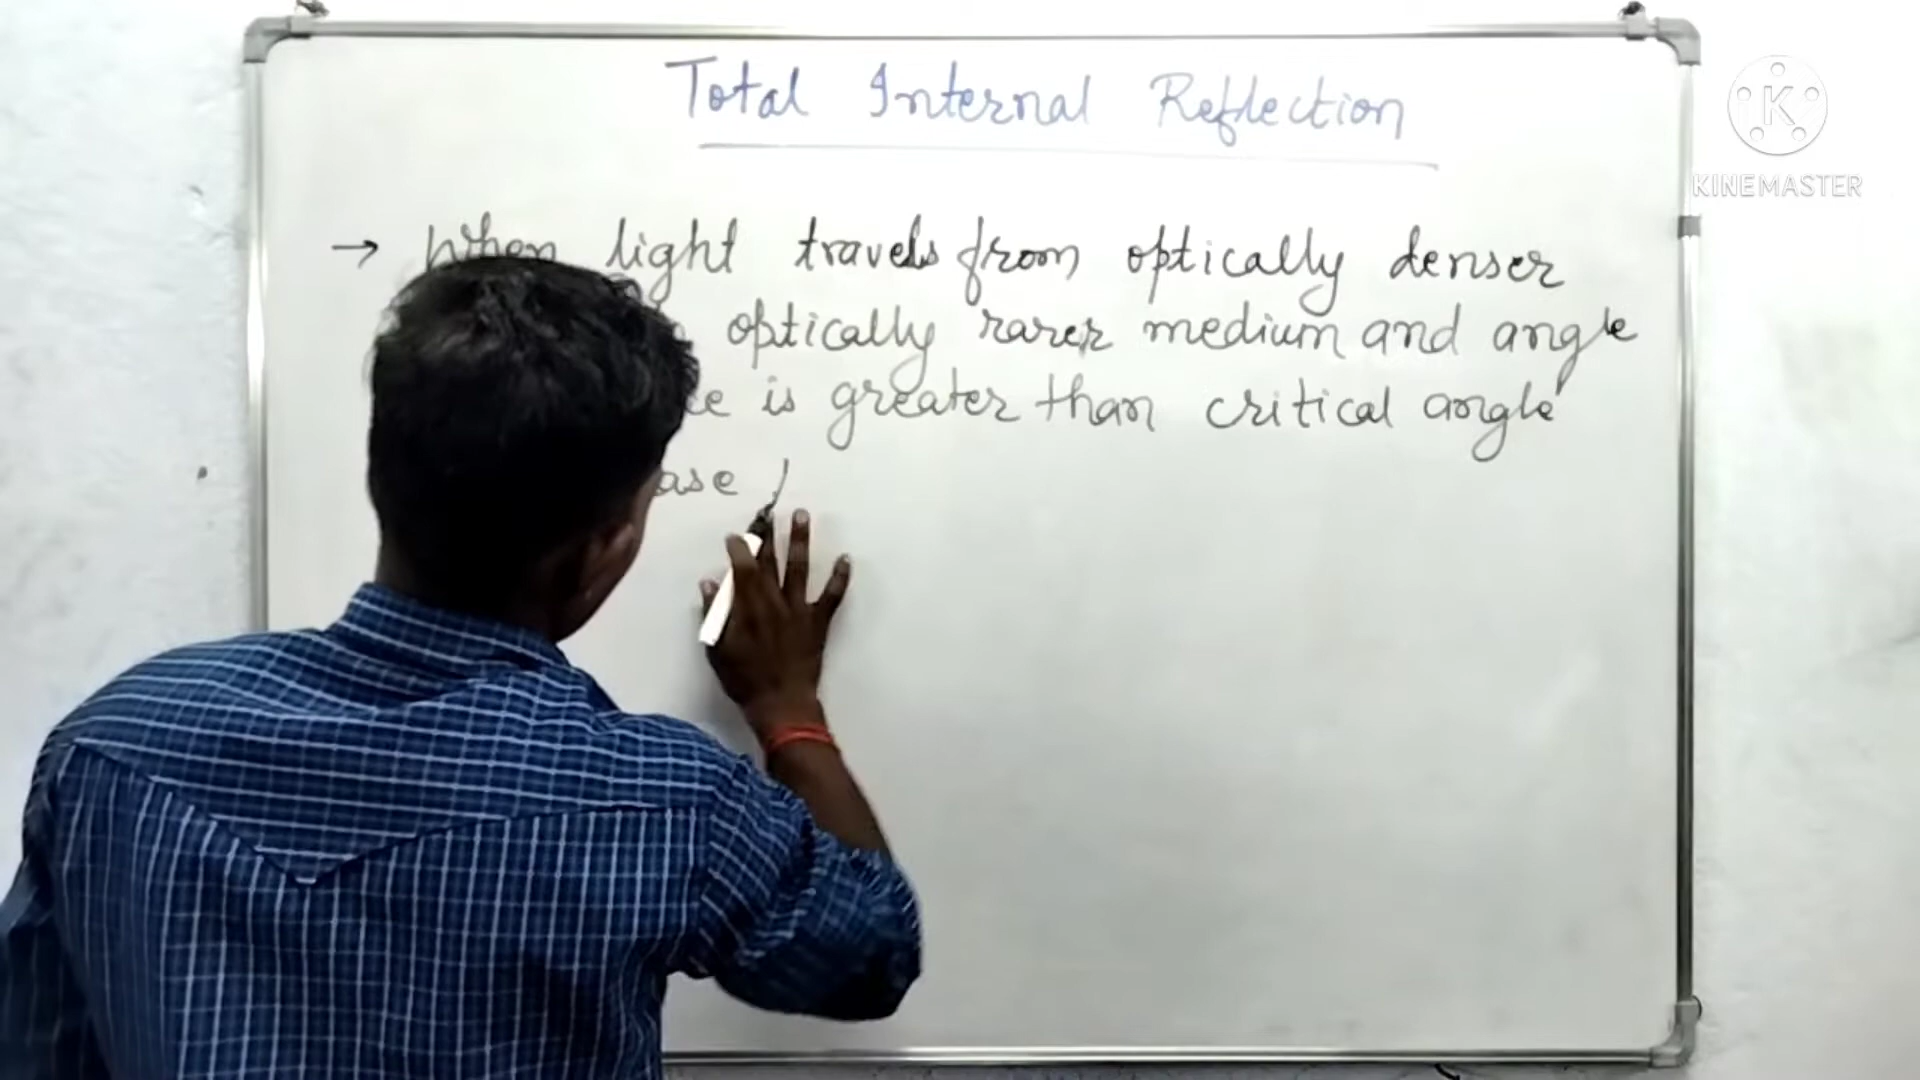 Total Internal Reflection
KINEMASTER
→ When light travels from optically denser
optically rarer medium and angle
is greater than critical angle